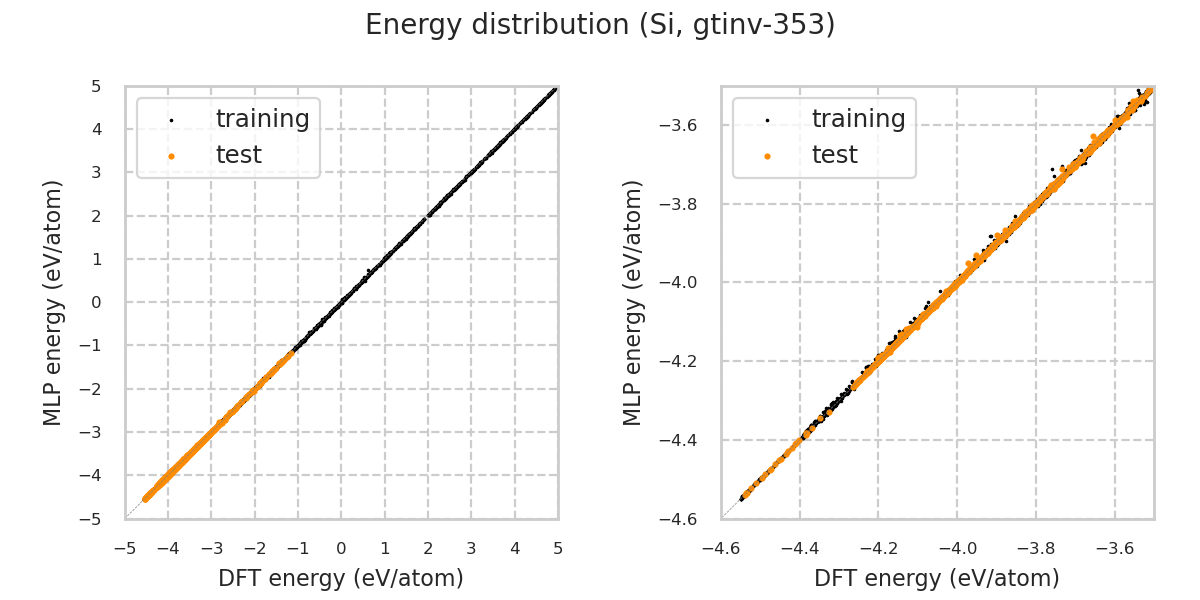 Energy distribution (Si, gtinv-353)
MLP energy (eV/atom)
5
4
3
2
1
0
−1
−2
−3
−4
−5
training
test
−5 −4 −3 −2 −1 0 1 2 3 4 5
DFT energy (eV/atom)
MLP energy (eV/atom)
−3.6
−3.8
−4.0
−4.2
−4.4
−4.6
training
test
−4.6 −4.4 −4.2 −4.0 −3.8 −3.6
DFT energy (eV/atom)